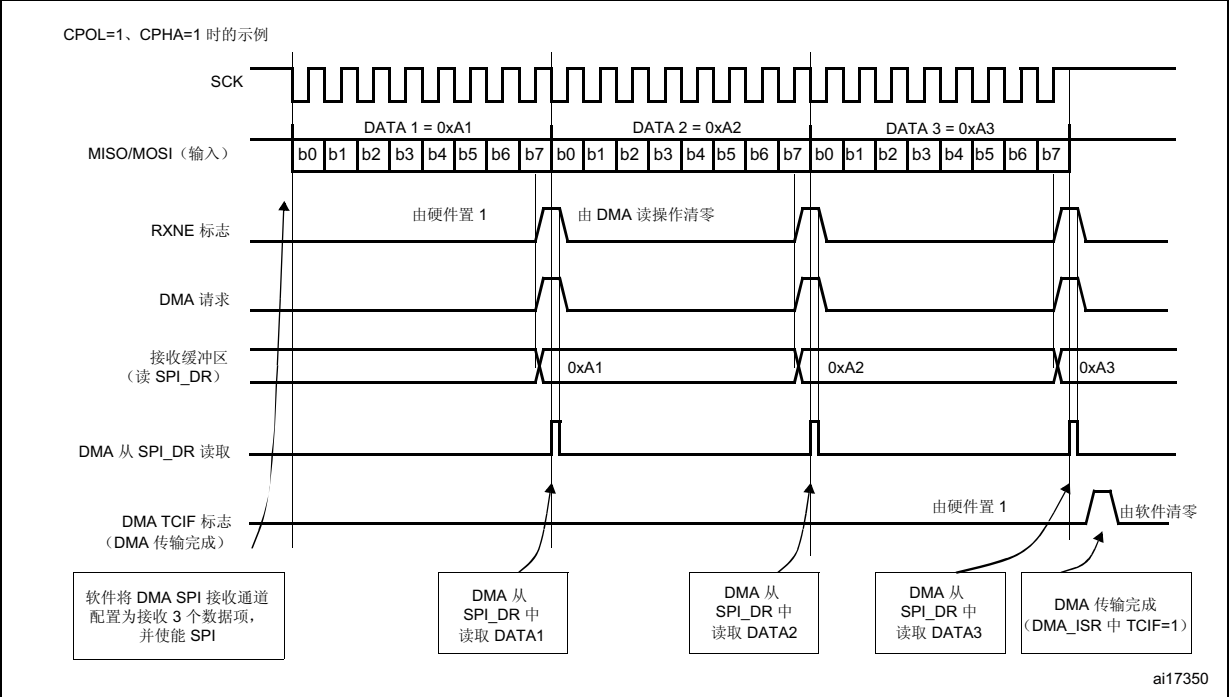 CPOL=1、CPHA=1 时的示例
SCK
DATA 1 = 0xA1
DATA 2 = 0xA2
DATA 3 = 0xA3
MISO/MOSI（输入）
b0 b1 b2 b3 b4 b5 b6 b7 b0 b1 b2 b3 b4 b5 b6 b7 b0 b1 b2 b3 b4 b5 b6 b7
由硬件置 1
由 DMA 读操作清零
RXNE 标志
DMA 请求
接收缓冲区
（读 SPI_DR）
0xA1
0xA2
0xA3
DMA 从 SPI_DR 读取
由硬件置 1
由软件清零
DMA TCIF 标志
（DMA 传输完成）
软件将 DMA SPI 接收通道
配置为接收 3 个数据项，
并使能 SPI
DMA 从
SPI_DR 中
读取 DATA1
DMA 从
SPI_DR 中
读取 DATA2
DMA 从
SPI_DR 中
读取 DATA3
DMA 传输完成
（DMA_ISR 中 TCIF=1）
ai17350